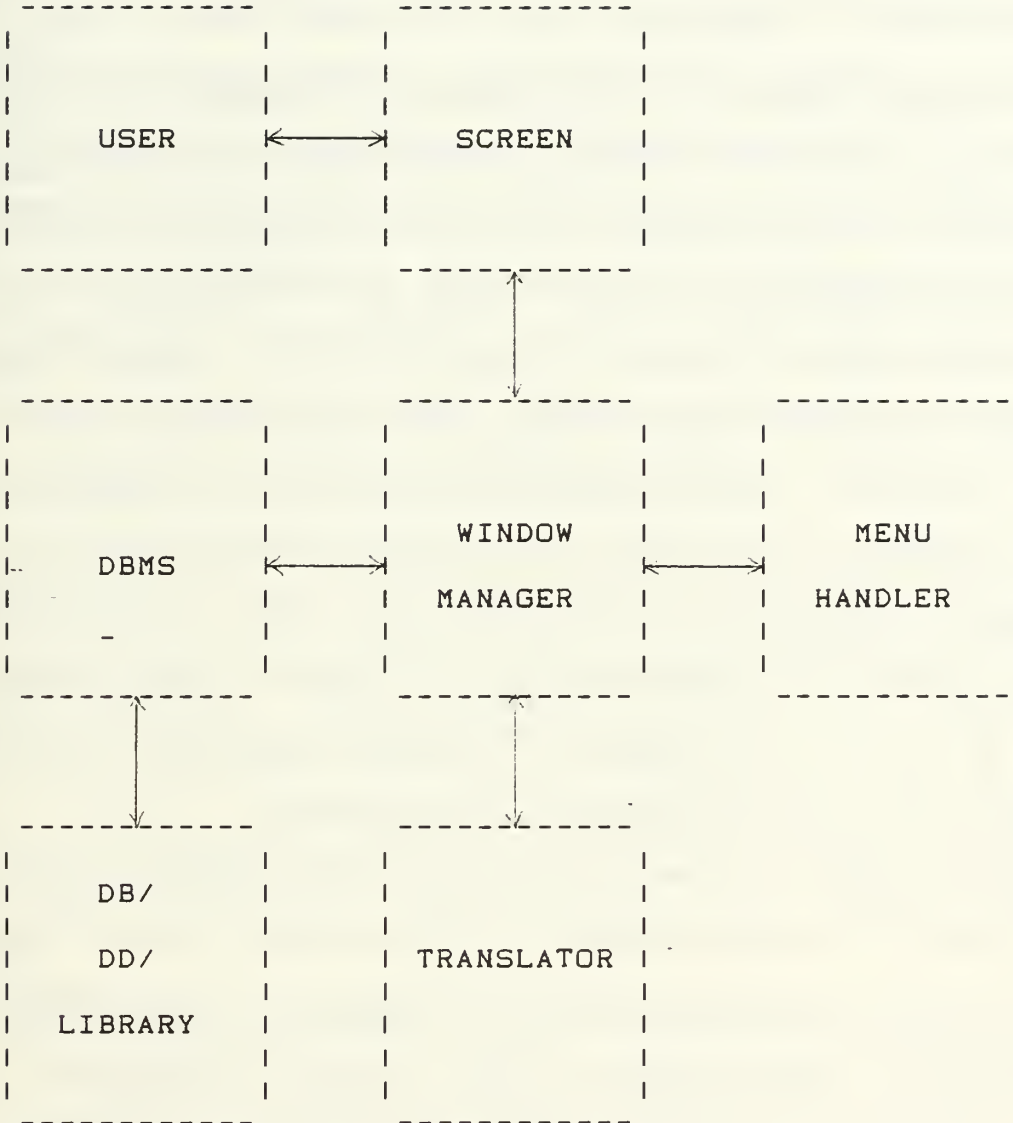 USER
SCREEN
DBMS
WINDOW
MANAGER
MENU
HANDLER
DB/
DD/
LIBRARY
TRANSLATOR